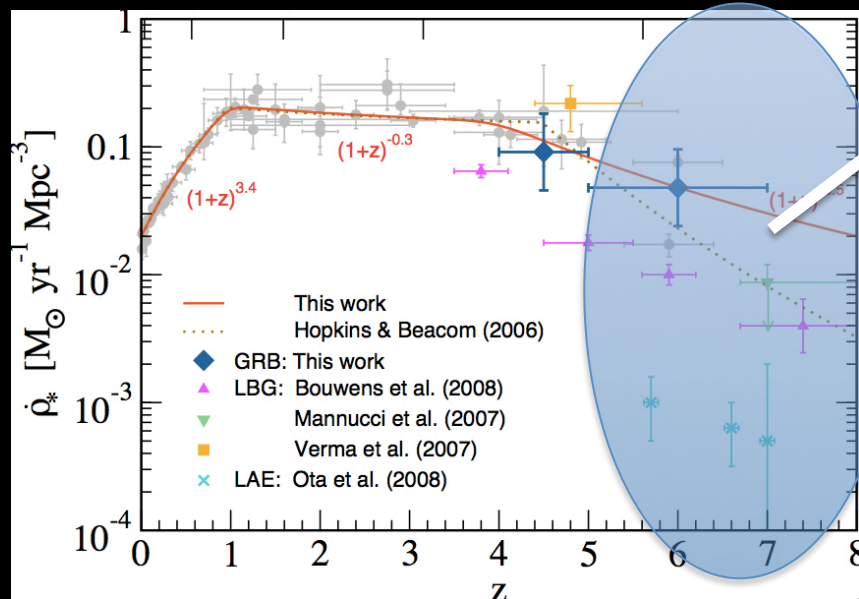 1
0.1
10⁻²
10⁻³
10⁻⁴
ρ̇* [M☉ yr⁻¹ Mpc⁻³]
(1+z)³·⁴
(1+z)⁻⁰·³
This work
Hopkins & Beacom (2006)
GRB: This work
LBG: Bouwens et al. (2008)
Mannucci et al. (2007)
Verma et al. (2007)
LAE: Ota et al. (2008)
0 1 2 3 4 5 6 7 8
z